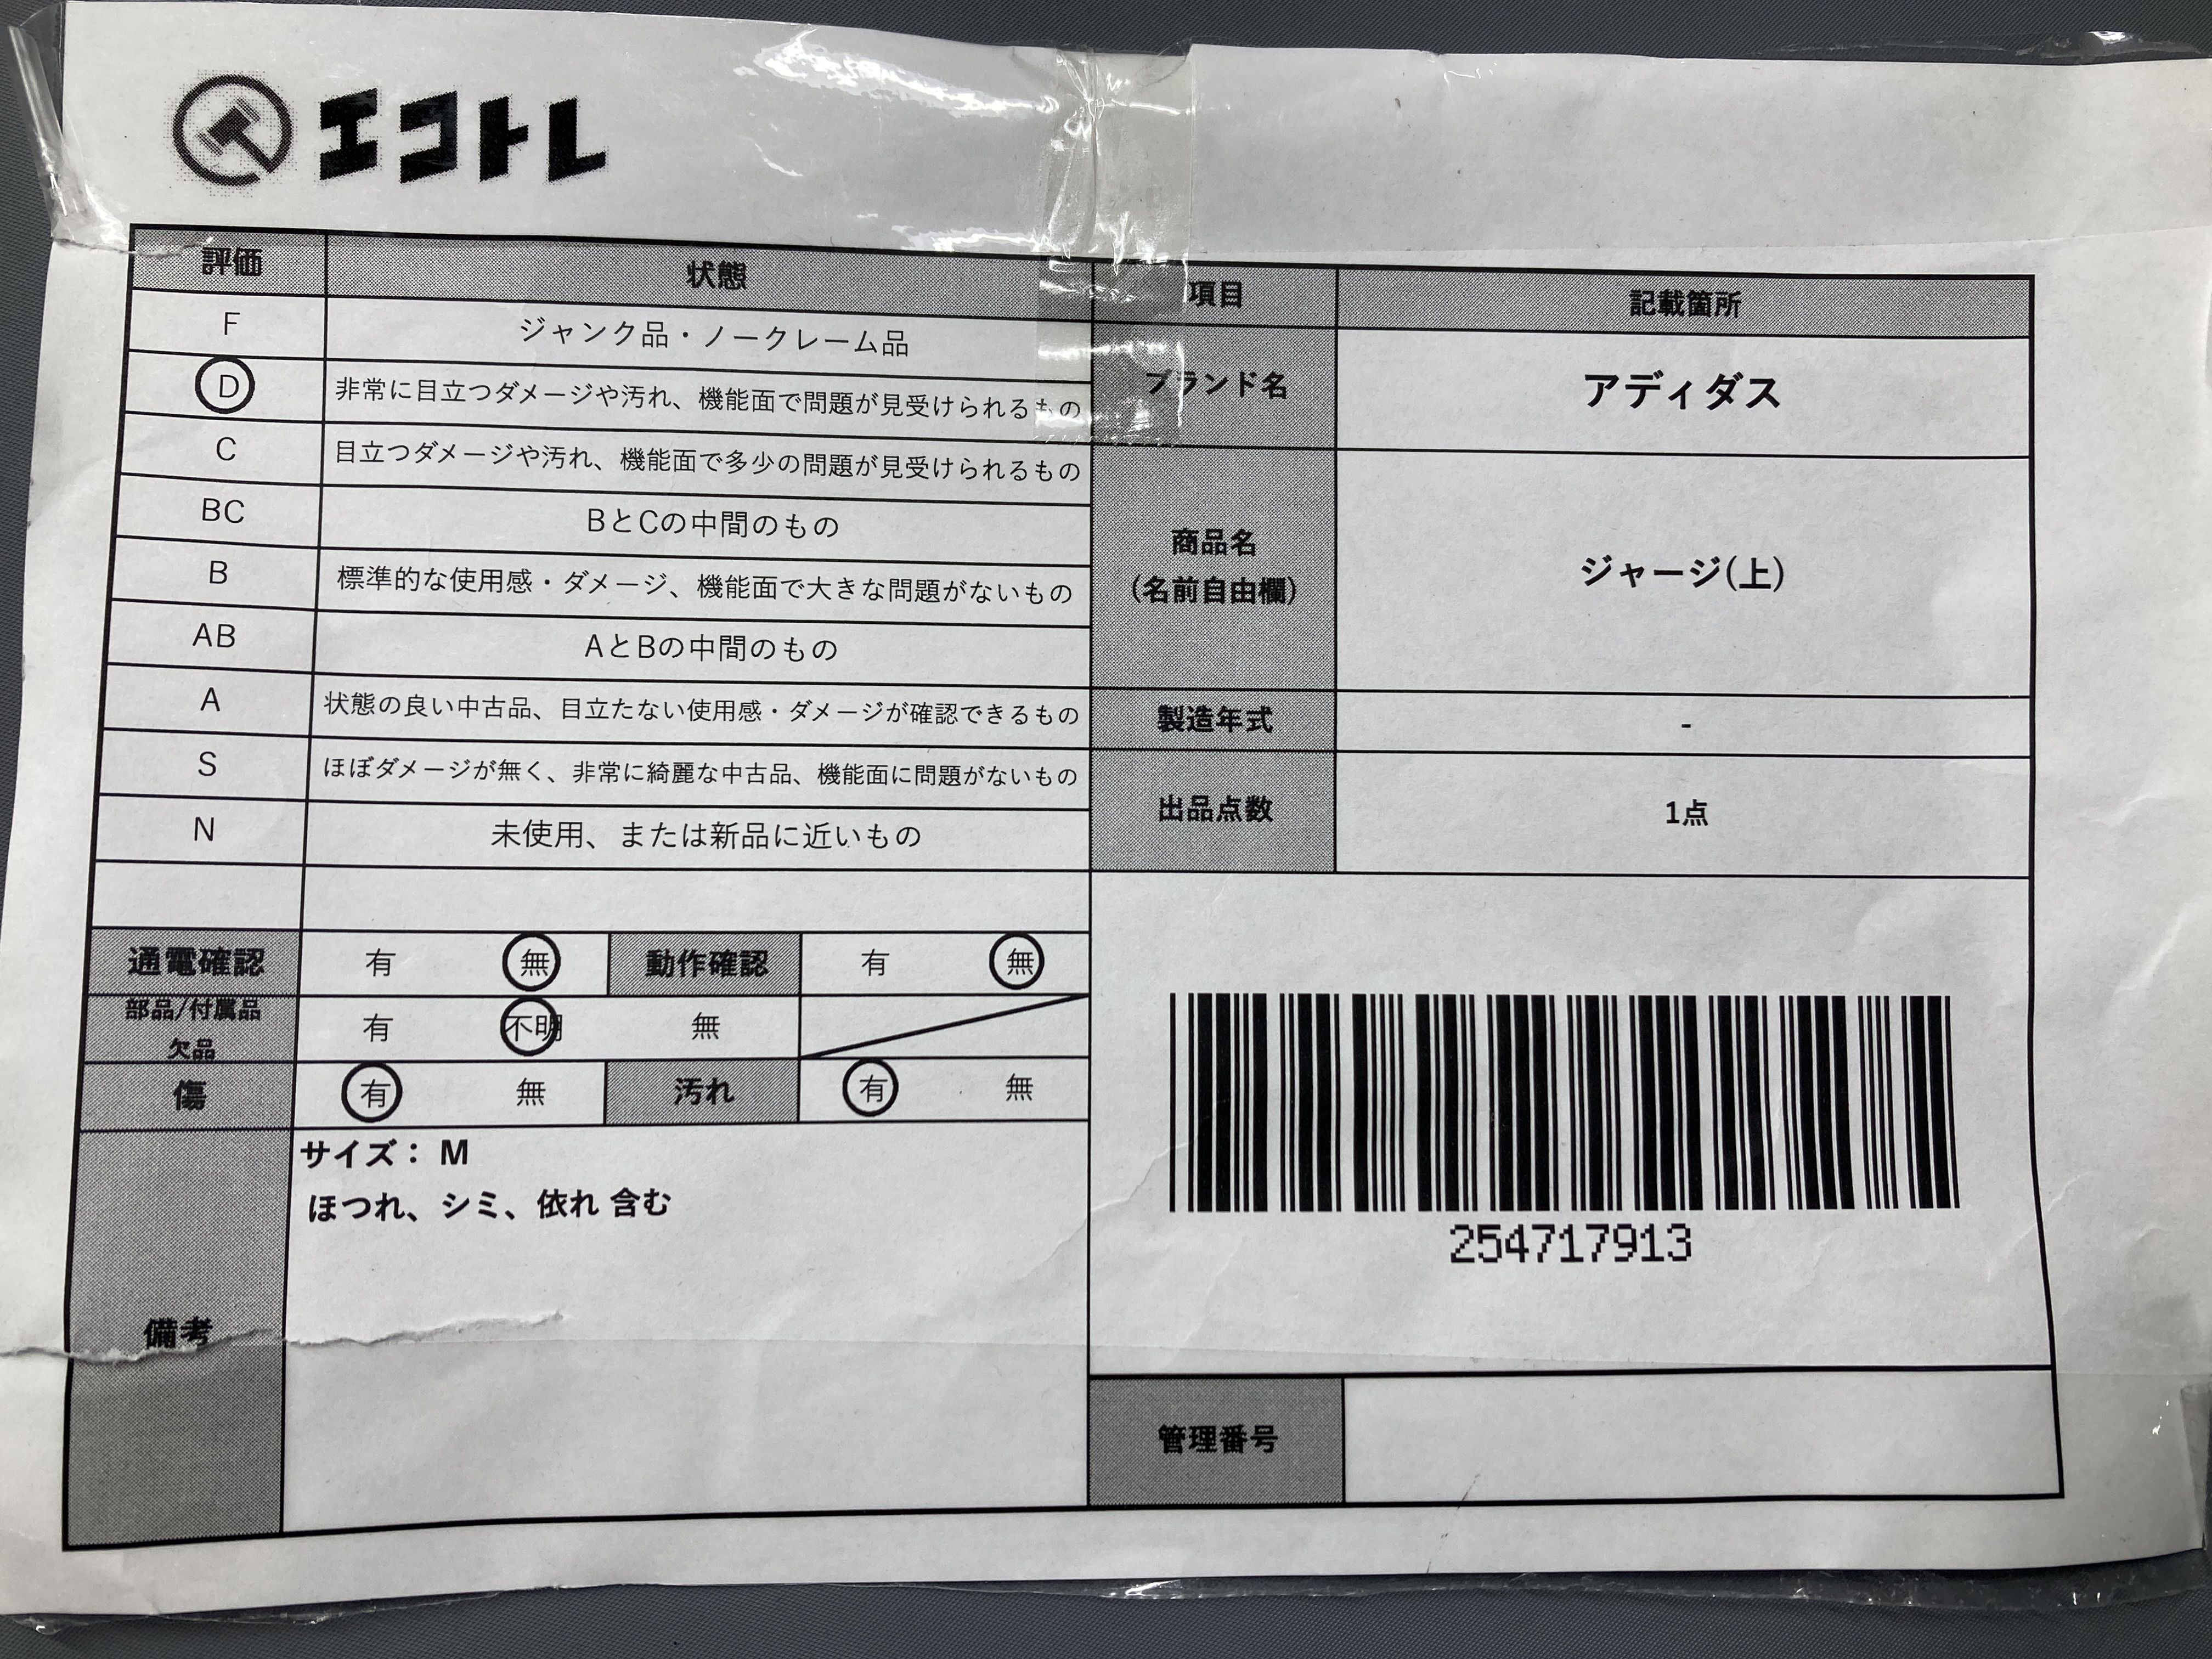 エコトレ
評価 状態
F ジャンク品・ノークレーム品
D 非常に目立つダメージや汚れ、機能面で問題が見受けられるもの
C 目立つダメージや汚れ、機能面で多少の問題が見受けられるもの
BC BとCの中間のもの
B 標準的な使用感・ダメージ、機能面で大きな問題がないもの
AB AとBの中間のもの
A 状態の良い中古品、目立たない使用感・ダメージが確認できるもの
S ほぼダメージが無く、非常に綺麗な中古品、機能面に問題がないもの
N 未使用、または新品に近いもの
通電確認 有 無 動作確認 有 無
部品/付属品
欠品
有 不明 無
傷 有 無 汚れ 有 無
備考
サイズ： M
ほつれ、シミ、依れ 含む
項目 記載箇所
ブランド名 アディダス
商品名
(名前自由欄)
ジャージ(上)
製造年式 -
出品点数 1点
254717913
管理番号